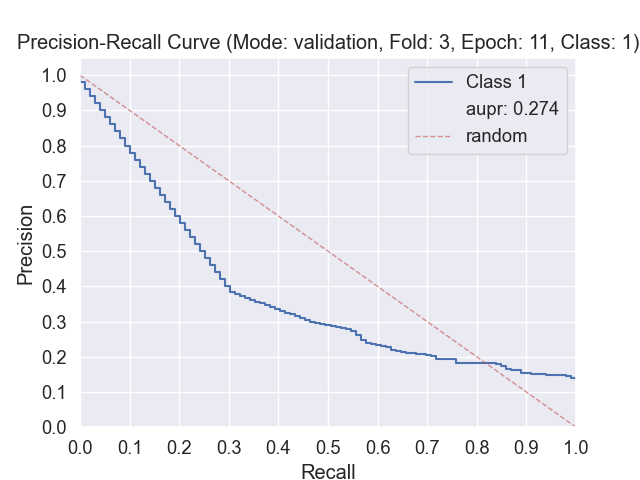 Precision-Recall Curve (Mode: validation, Fold: 3, Epoch: 11, Class: 1)
1.0
0.9
0.8
0.7
0.6
0.5
0.4
0.3
0.2
0.1
0.0
Precision
Class 1
aupr: 0.274
random
0.0 0.1 0.2 0.3 0.4 0.5 0.6 0.7 0.8 0.9 1.0
Recall